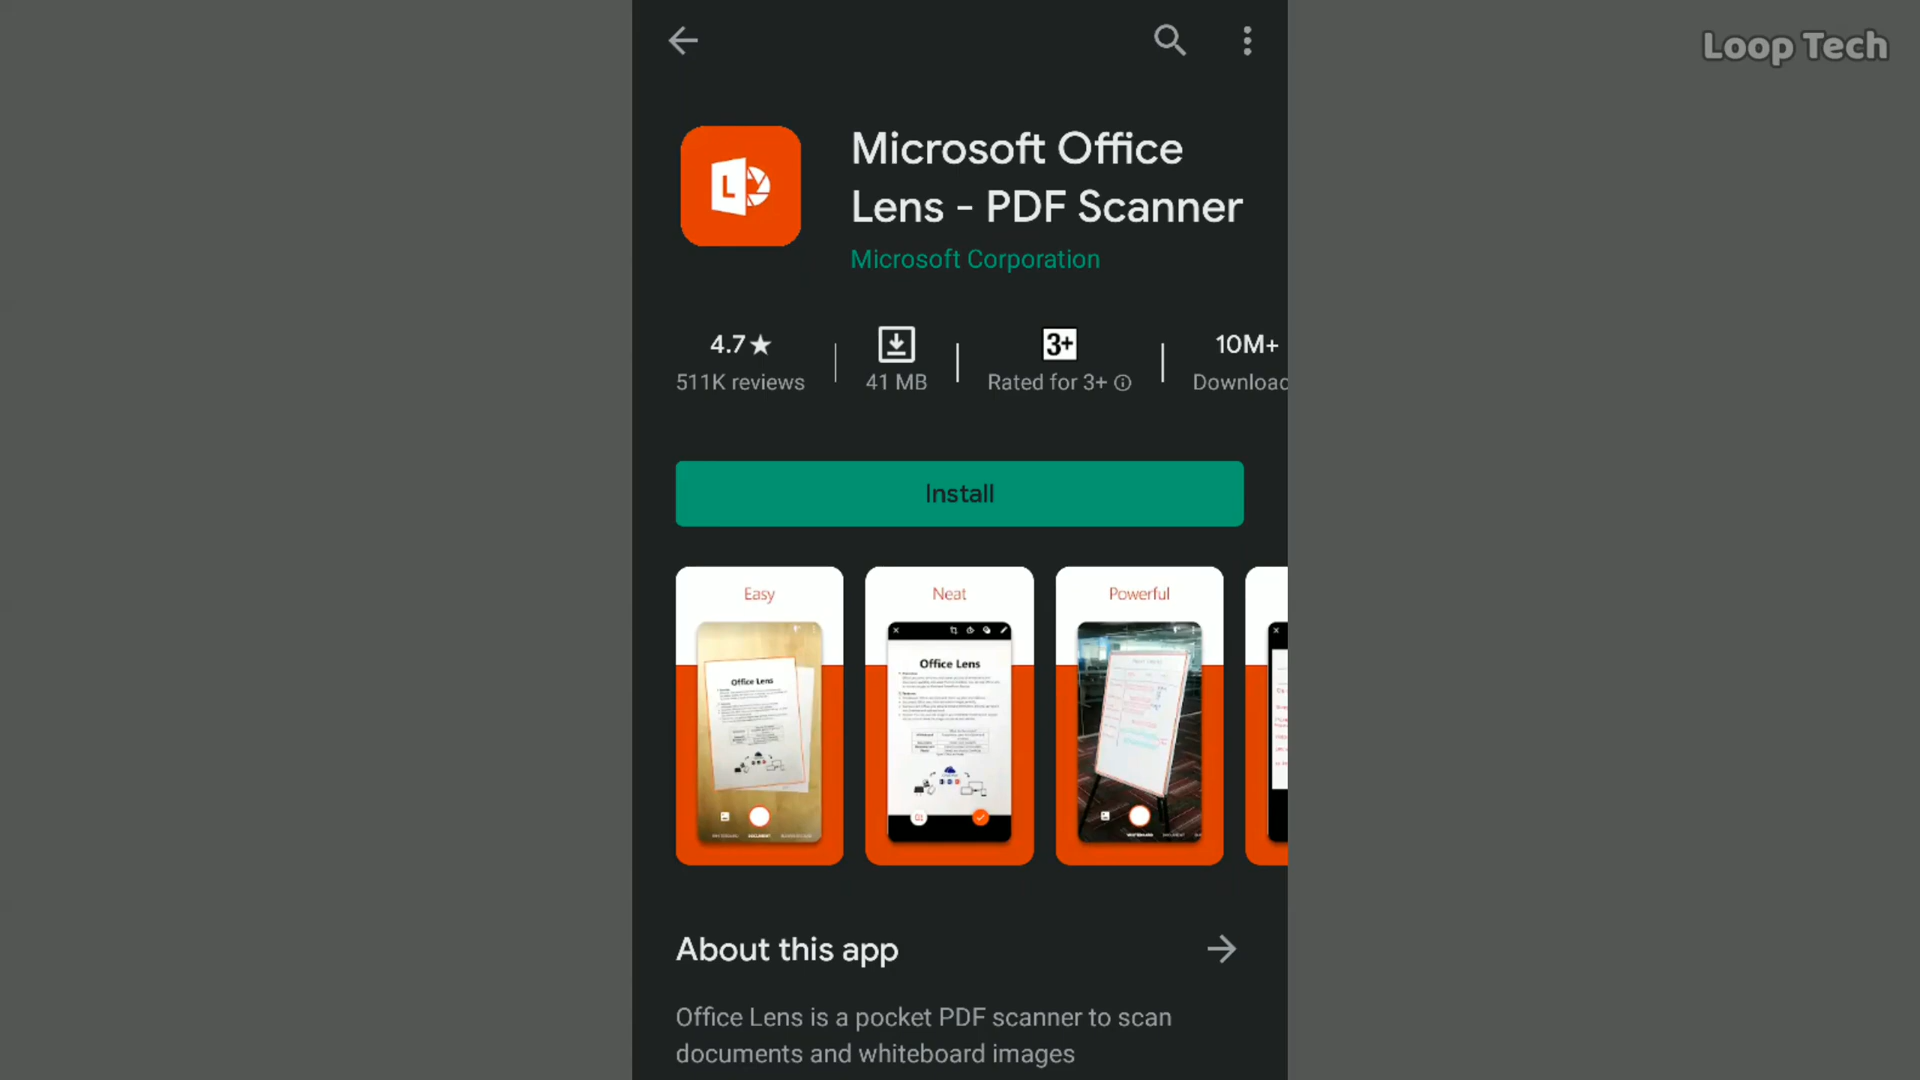 Loop Tech
Microsoft Office
Lens - PDF Scanner
Microsoft Corporation
4.7★
511K reviews
41 MB
3+
Rated for 3+
10M+
Downloac
Install
Easy
Office Lens
Neat
Office Lens
Powerful
About this app
Office Lens is a pocket PDF scanner to scan
documents and whiteboard images